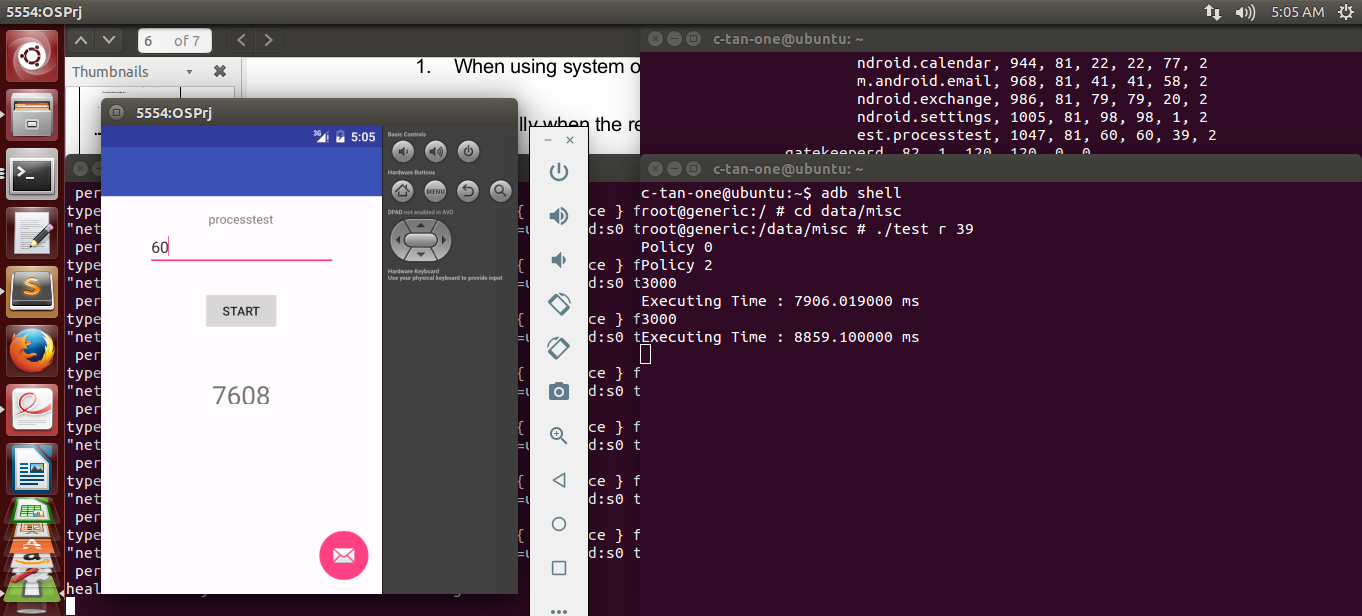 5554:OSPrj
5:05 AM
6 of 7
Thumbnails
1. When using system o
lly when the re
c-tan-one@ubuntu: ~
ndroid.calendar, 944, 81, 22, 22, 77, 2
m.android.email, 968, 81, 41, 41, 58, 2
ndroid.exchange, 986, 81, 79, 79, 20, 2
ndroid.settings, 1005, 81, 98, 98, 1, 2
est.processtest, 1047, 81, 60, 60, 39, 2
gatekeeperd, 82, 1, 120, 120, 0, 0
5554:OSPrj
3G 5:05
processtest
60
START
7608
Basic Controls
Hardware Buttons
MENU
DPAD not enabled in AVD
Hardware Keyboard
Use your physical keyboard to provide input
per
type
"net
per
type
"net
per
type
"net
per
type
"net
per
type
"net
per
type
"net
per
type
"net
per
heal
{ ce } f
=u d:s0 t
{ ce } f
=u d:s0 t
{ ce } f
=u d:s0 t
{ ce } f
=u d:s0 t
{ ce } f
=u d:s0 t
{ ce } f
=u d:s0 t
{ ce } f
=u d:s0 t
c-tan-one@ubuntu: ~
c-tan-one@ubuntu:~$ adb shell
root@generic:/ # cd data/misc
root@generic:/data/misc # ./test r 39
Policy 0
Policy 2
3000
Executing Time : 7906.019000 ms
3000
Executing Time : 8859.100000 ms